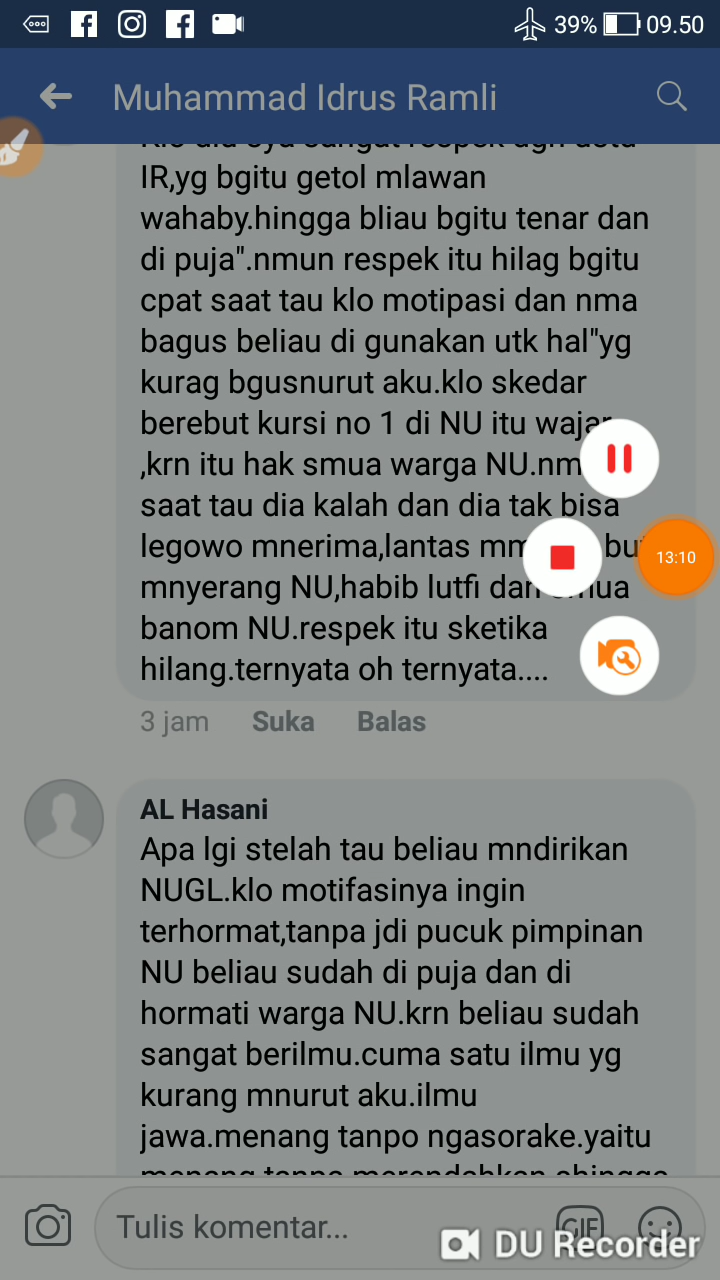 39% 09.50
Muhammad Idrus Ramli
IR,yg bgitu getol mlawan
wahaby.hingga bliau bgitu tenar dan
di puja".nmun respek itu hilag bgitu
cpat saat tau klo motipasi dan nma
bagus beliau di gunakan utk hal"yg
kurag bgusnurut aku.klo skedar
berebut kursi no 1 di NU itu wajar
,krn itu hak smua warga NU.nm
saat tau dia kalah dan dia tak bisa
legowo mnerima,lantas
13:10
mnyerang NU,habib lutfi dan
banom NU.respek itu sketika
hilang.ternyata oh ternyata....
3 jam Suka Balas
AL Hasani
Apa lgi stelah tau beliau mndirikan
NUGL.klo motifasinya ingin
terhormat,tanpa jdi pucuk pimpinan
NU beliau sudah di puja dan di
hormati warga NU.krn beliau sudah
sangat berilmu.cuma satu ilmu yg
kurang mnurut aku.ilmu
jawa.menang tanpo ngasorake.yaitu
Tulis komentar...
GIF
DU Recorder